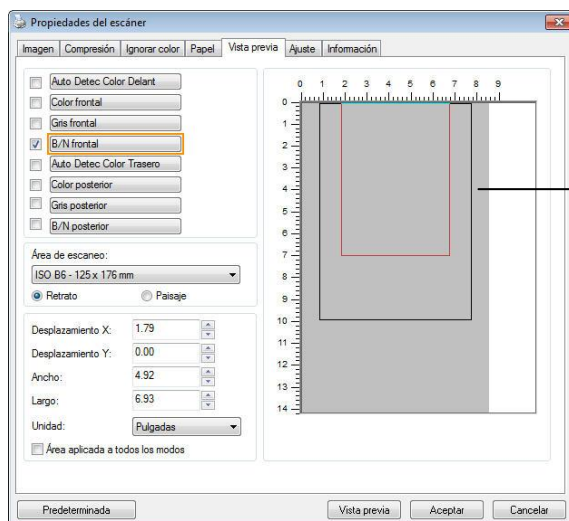 Propiedades del escáner
Imagen Compresión Ignorar color Papel Vista previa Ajuste Información
Auto Detec Color Delant
Color frontal
Gris frontal
B/N frontal
Auto Detec Color Trasero
Color posterior
Gris posterior
B/N posterior
Área de escaneo:
ISO B6 - 125 x 176 mm
Retrato Paisaje
Desplazamiento X: 1.79
Desplazamiento Y: 0.00
Ancho: 4.92
Largo: 6.93
Unidad: Pulgadas
Área aplicada a todos los modos
0 1 2 3 4 5 6 7 8 9
0
1
2
3
4
5
6
7
8
9
10
11
12
13
14
Predeterminada Vista previa Aceptar Cancelar